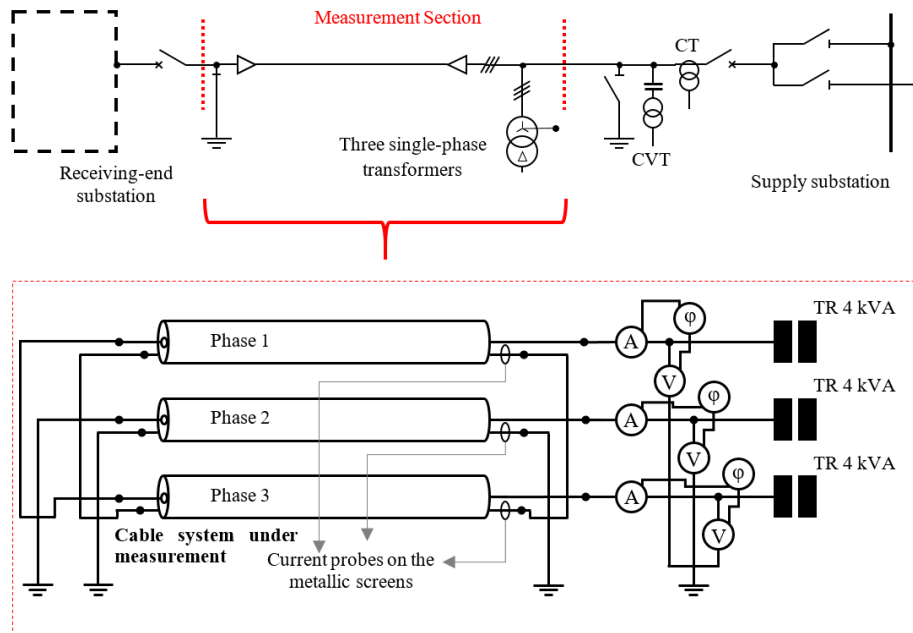 Measurement Section
CT
CVT
Three single-phase
transformers
Receiving-end
substation
Supply substation
Phase 1
A
φ
V
TR 4 kVA
Phase 2
A
φ
V
TR 4 kVA
Phase 3
A
φ
V
TR 4 kVA
Cable system under
measurement
Current probes on the
metallic screens